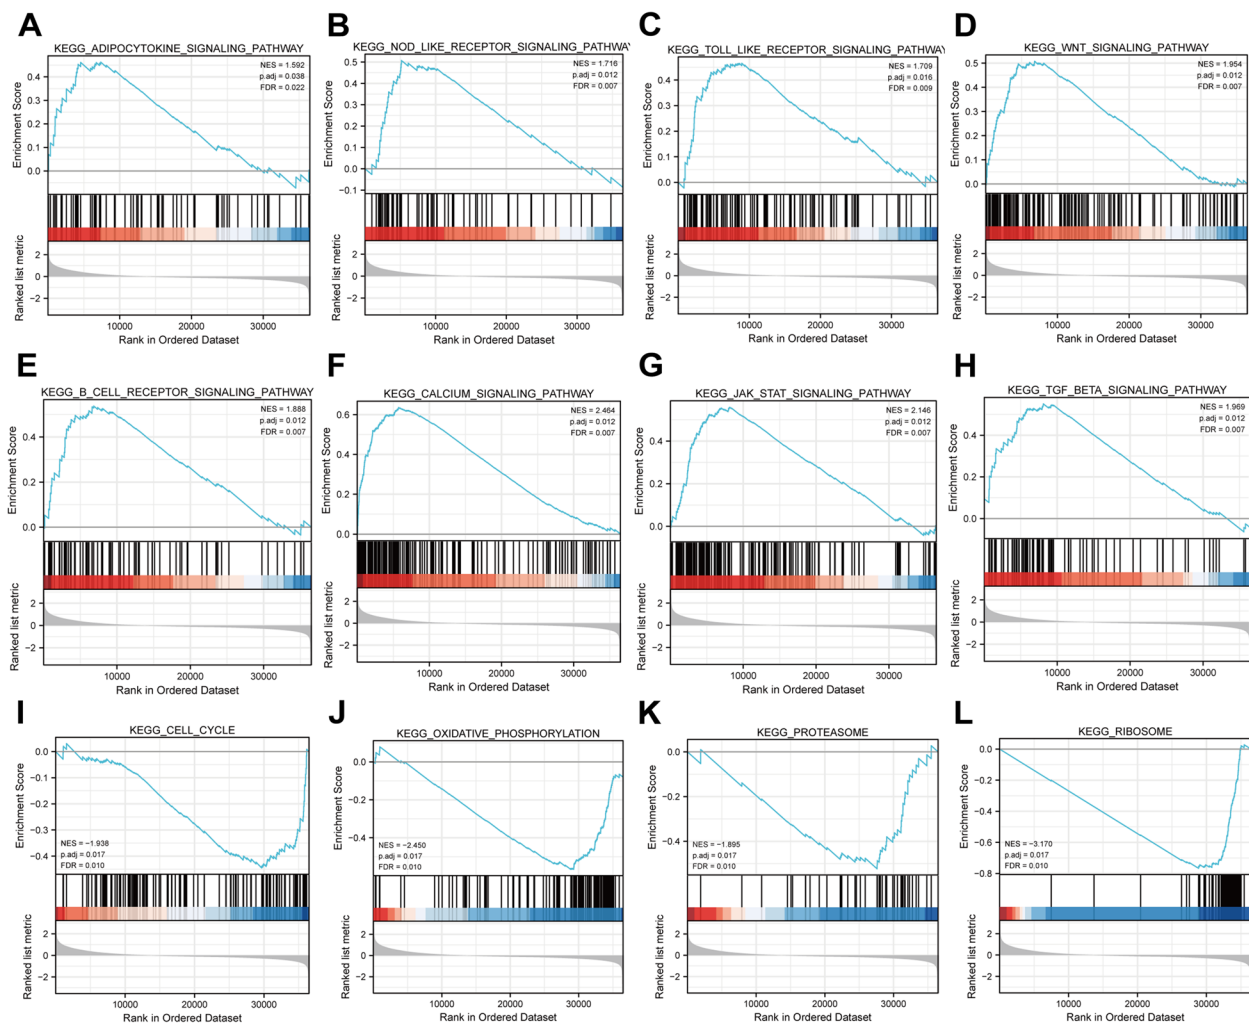 A
KEGG_ADIPOCYTOKINE_SIGNALING_PATHWAY
NES = 1.592
p.adj = 0.038
FDR = 0.022
Enrichment Score
0.4
0.3
0.2
0.1
0.0
Ranked list metric
2
0
−2
10000 20000 30000
Rank in Ordered Dataset
B
KEGG_NOD_LIKE_RECEPTOR_SIGNALING_PATHWAY
NES = 1.716
p.adj = 0.012
FDR = 0.007
Enrichment Score
0.5
0.4
0.3
0.2
0.1
0.0
−0.1
Ranked list metric
2
0
−2
10000 20000 30000
Rank in Ordered Dataset
C
KEGG_TOLL_LIKE_RECEPTOR_SIGNALING_PATHWAY
NES = 1.709
p.adj = 0.016
FDR = 0.009
Enrichment Score
0.4
0.3
0.2
0.1
0.0
Ranked list metric
2
0
−2
10000 20000 30000
Rank in Ordered Dataset
D
KEGG_WNT_SIGNALING_PATHWAY
NES = 1.954
p.adj = 0.012
FDR = 0.007
Enrichment Score
0.5
0.4
0.3
0.2
0.1
0.0
Ranked list metric
2
0
−2
10000 20000 30000
Rank in Ordered Dataset
E
KEGG_B_CELL_RECEPTOR_SIGNALING_PATHWAY
NES = 1.888
p.adj = 0.012
FDR = 0.007
Enrichment Score
0.4
0.2
0.0
Ranked list metric
2
0
−2
10000 20000 30000
Rank in Ordered Dataset
F
KEGG_CALCIUM_SIGNALING_PATHWAY
NES = 2.464
p.adj = 0.012
FDR = 0.007
Enrichment Score
0.6
0.4
0.2
0.0
Ranked list metric
2
0
−2
10000 20000 30000
Rank in Ordered Dataset
G
KEGG_JAK_STAT_SIGNALING_PATHWAY
NES = 2.146
p.adj = 0.012
FDR = 0.007
Enrichment Score
0.4
0.2
0.0
Ranked list metric
2
0
−2
10000 20000 30000
Rank in Ordered Dataset
H
KEGG_TGF_BETA_SIGNALING_PATHWAY
NES = 1.969
p.adj = 0.012
FDR = 0.007
Enrichment Score
0.4
0.2
0.0
Ranked list metric
2
0
−2
10000 20000 30000
Rank in Ordered Dataset
I
KEGG_CELL_CYCLE
Enrichment Score
0.0
−0.1
−0.2
−0.3
−0.4
NES = −1.938
p.adj = 0.017
FDR = 0.010
Ranked list metric
2
0
−2
10000 20000 30000
Rank in Ordered Dataset
J
KEGG_OXIDATIVE_PHOSPHORYLATION
Enrichment Score
0.0
−0.2
−0.4
NES = −2.450
p.adj = 0.017
FDR = 0.010
Ranked list metric
2
0
−2
10000 20000 30000
Rank in Ordered Dataset
K
KEGG_PROTEASOME
Enrichment Score
0.0
−0.2
−0.4
NES = −1.895
p.adj = 0.017
FDR = 0.010
Ranked list metric
2
0
−2
10000 20000 30000
Rank in Ordered Dataset
L
KEGG_RIBOSOME
Enrichment Score
0.0
−0.2
−0.4
−0.6
−0.8
NES = −3.170
p.adj = 0.017
FDR = 0.010
Ranked list metric
2
0
−2
10000 20000 30000
Rank in Ordered Dataset